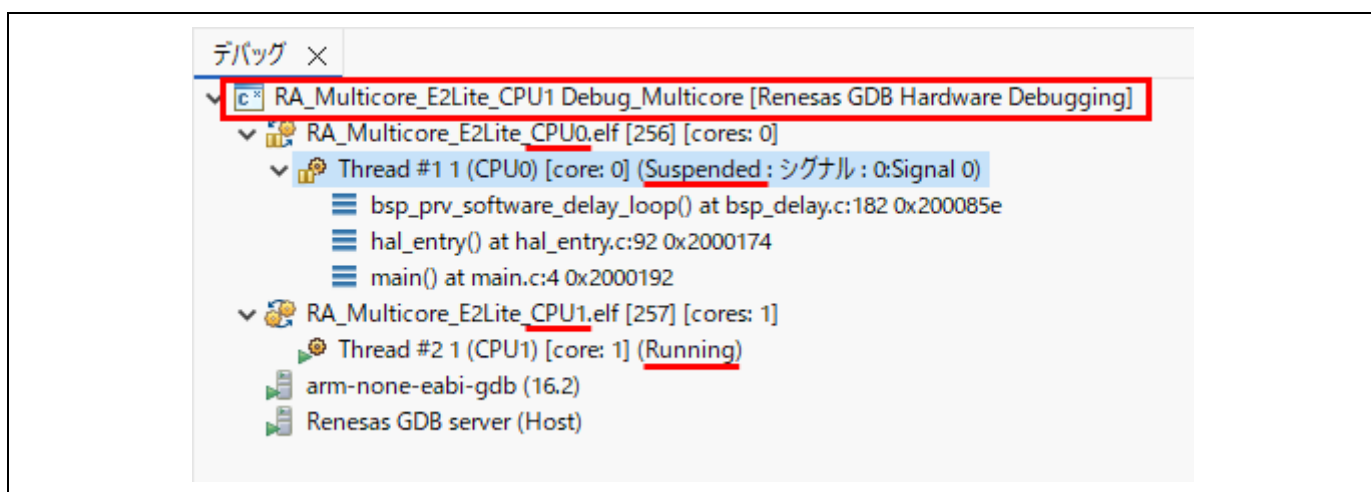 デバッグ
RA_Multicore_E2Lite_CPU1 Debug_Multicore [Renesas GDB Hardware Debugging]
RA_Multicore_E2Lite_CPU0.elf [256] [cores: 0]
Thread #1 1 (CPU0) [core: 0] (Suspended : シグナル : 0:Signal 0)
bsp_prv_software_delay_loop() at bsp_delay.c:182 0x200085e
hal_entry() at hal_entry.c:92 0x2000174
main() at main.c:4 0x2000192
RA_Multicore_E2Lite_CPU1.elf [257] [cores: 1]
Thread #2 1 (CPU1) [core: 1] (Running)
arm-none-eabi-gdb (16.2)
Renesas GDB server (Host)